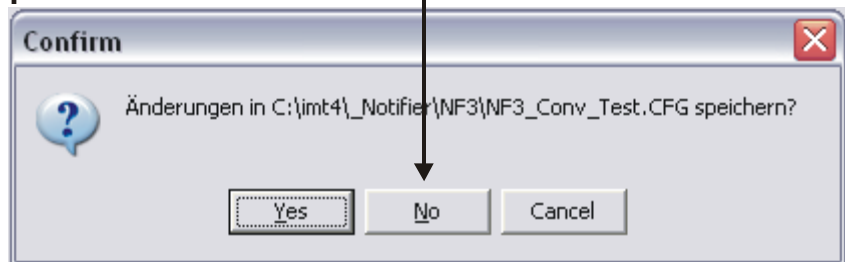 Confirm
Änderungen in C:\imt4\_Notifier\NF3\NF3_Conv_Test.CFG speichern?
Yes No Cancel